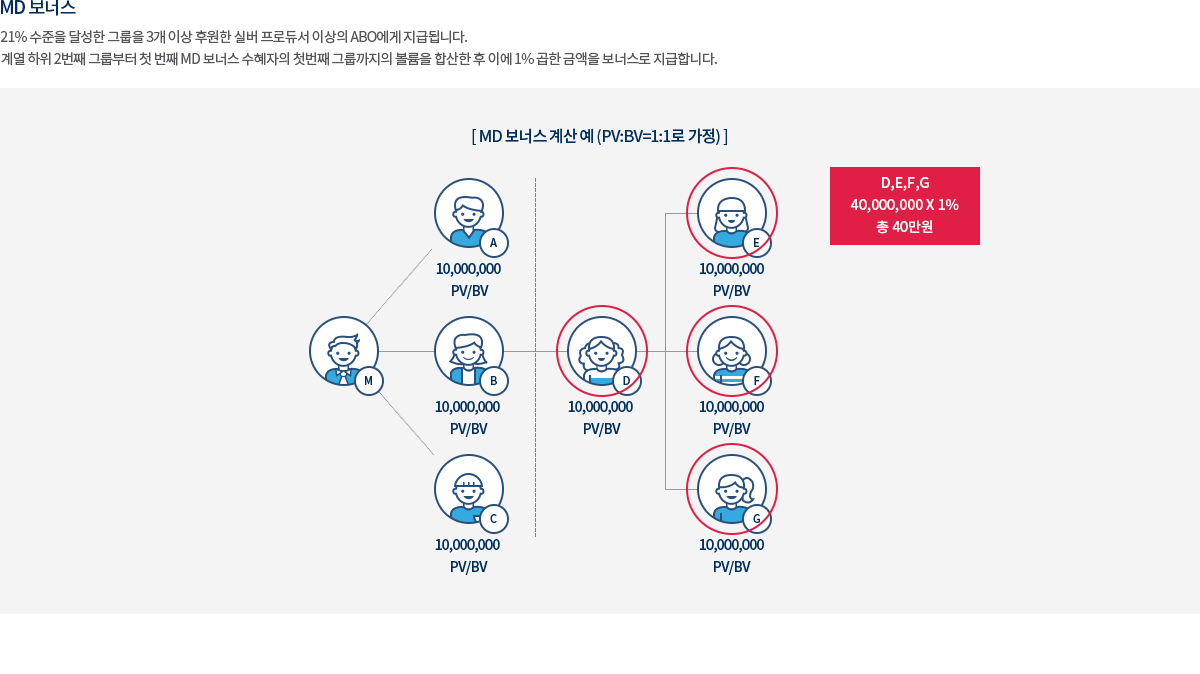 MD 보너스
21% 수준을 달성한 그룹을 3개 이상 후원한 실버 프로듀서 이상의 ABO에게 지급됩니다.
계열 하위 2번째 그룹부터 첫 번째 MD 보너스 수혜자의 첫번째 그룹까지의 볼륨을 합산한 후 이에 1% 곱한 금액을 보너스로 지급합니다.
[ MD 보너스 계산 예 (PV:BV=1:1로 가정) ]
D,E,F,G
40,000,000 X 1%
총 40만원
A
10,000,000
PV/BV
E
10,000,000
PV/BV
M
B
10,000,000
PV/BV
D
10,000,000
PV/BV
F
10,000,000
PV/BV
C
10,000,000
PV/BV
G
10,000,000
PV/BV